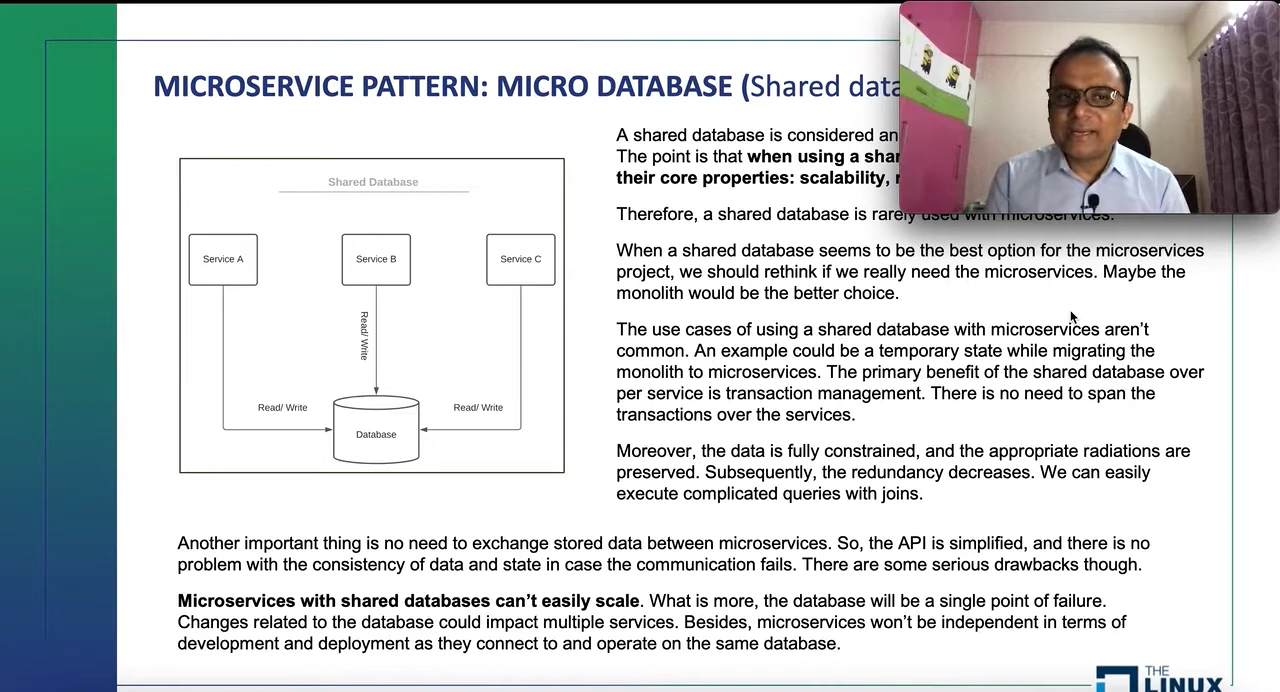 MICROSERVICE PATTERN: MICRO DATABASE (Shared data
A shared database is considered an
The point is that when using a shar
their core properties: scalability,
Therefore, a shared database is rarely used with microservices.
When a shared database seems to be the best option for the microservices
project, we should rethink if we really need the microservices. Maybe the
monolith would be the better choice.
The use cases of using a shared database with microservices aren't
common. An example could be a temporary state while migrating the
monolith to microservices. The primary benefit of the shared database over
per service is transaction management. There is no need to span the
transactions over the services.
Moreover, the data is fully constrained, and the appropriate radiations are
preserved. Subsequently, the redundancy decreases. We can easily
execute complicated queries with joins.
Shared Database
Service A
Service B
Service C
Read/ Write
Read/ Write
Read/ Write
Database
Another important thing is no need to exchange stored data between microservices. So, the API is simplified, and there is no
problem with the consistency of data and state in case the communication fails. There are some serious drawbacks though.
Microservices with shared databases can't easily scale. What is more, the database will be a single point of failure.
Changes related to the database could impact multiple services. Besides, microservices won't be independent in terms of
development and deployment as they connect to and operate on the same database.
THE
LINUX